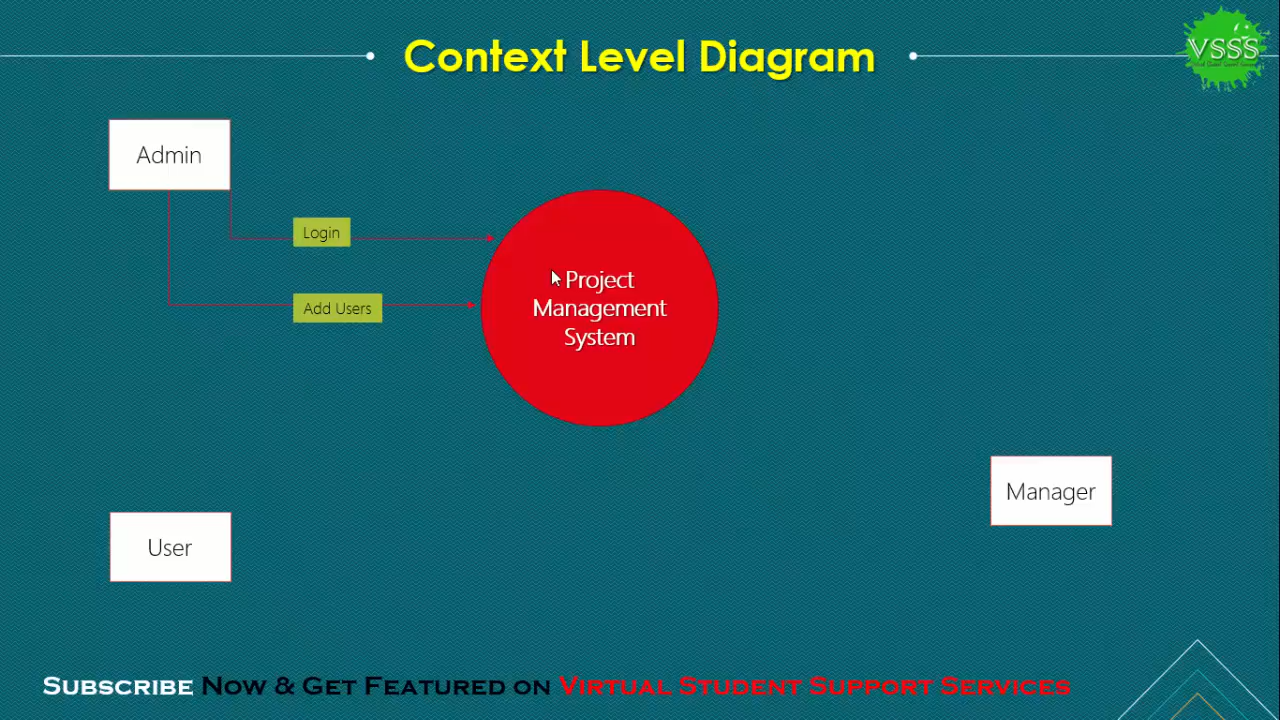 Context Level Diagram
VSSS
Admin
Login
Add Users
Project
Management
System
Manager
User
Subscribe Now & Get Featured on Virtual Student Support Services